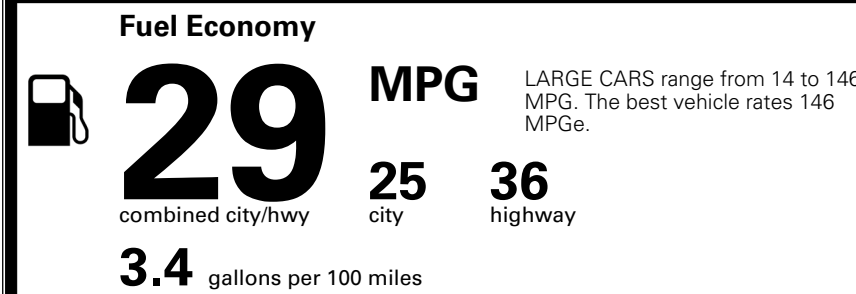 Fuel Economy
29
MPG
LARGE CARS range from 14 to 146
MPG. The best vehicle rates 146
MPGe.
25 36
combined city/hwy city highway
3.4 gallons per 100 miles